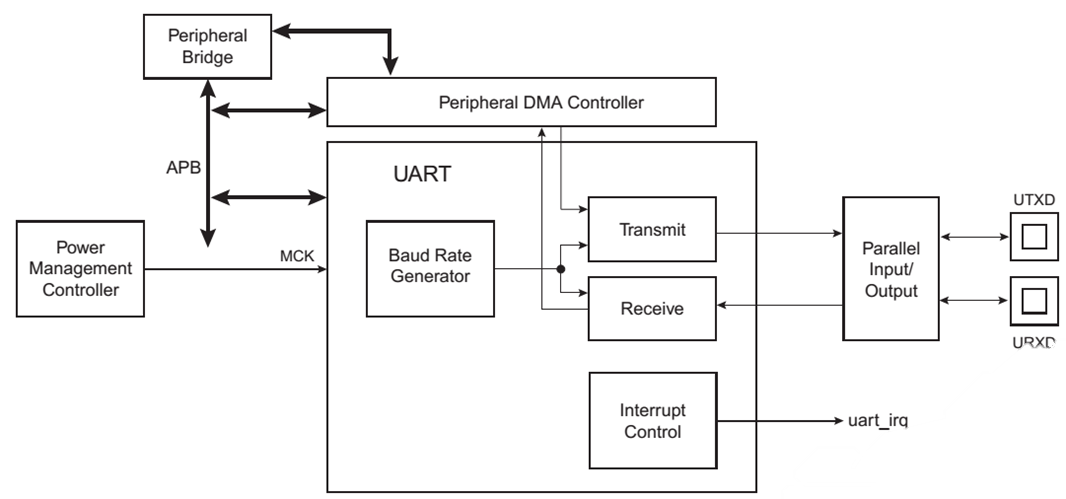 Peripheral
Bridge
Peripheral DMA Controller
APB
UART
UTXD
Transmit
Parallel
Input/
Output
Baud Rate
Generator
Power
Management
Controller
MCK
Receive
URXD
Interrupt
Control
uart_irq